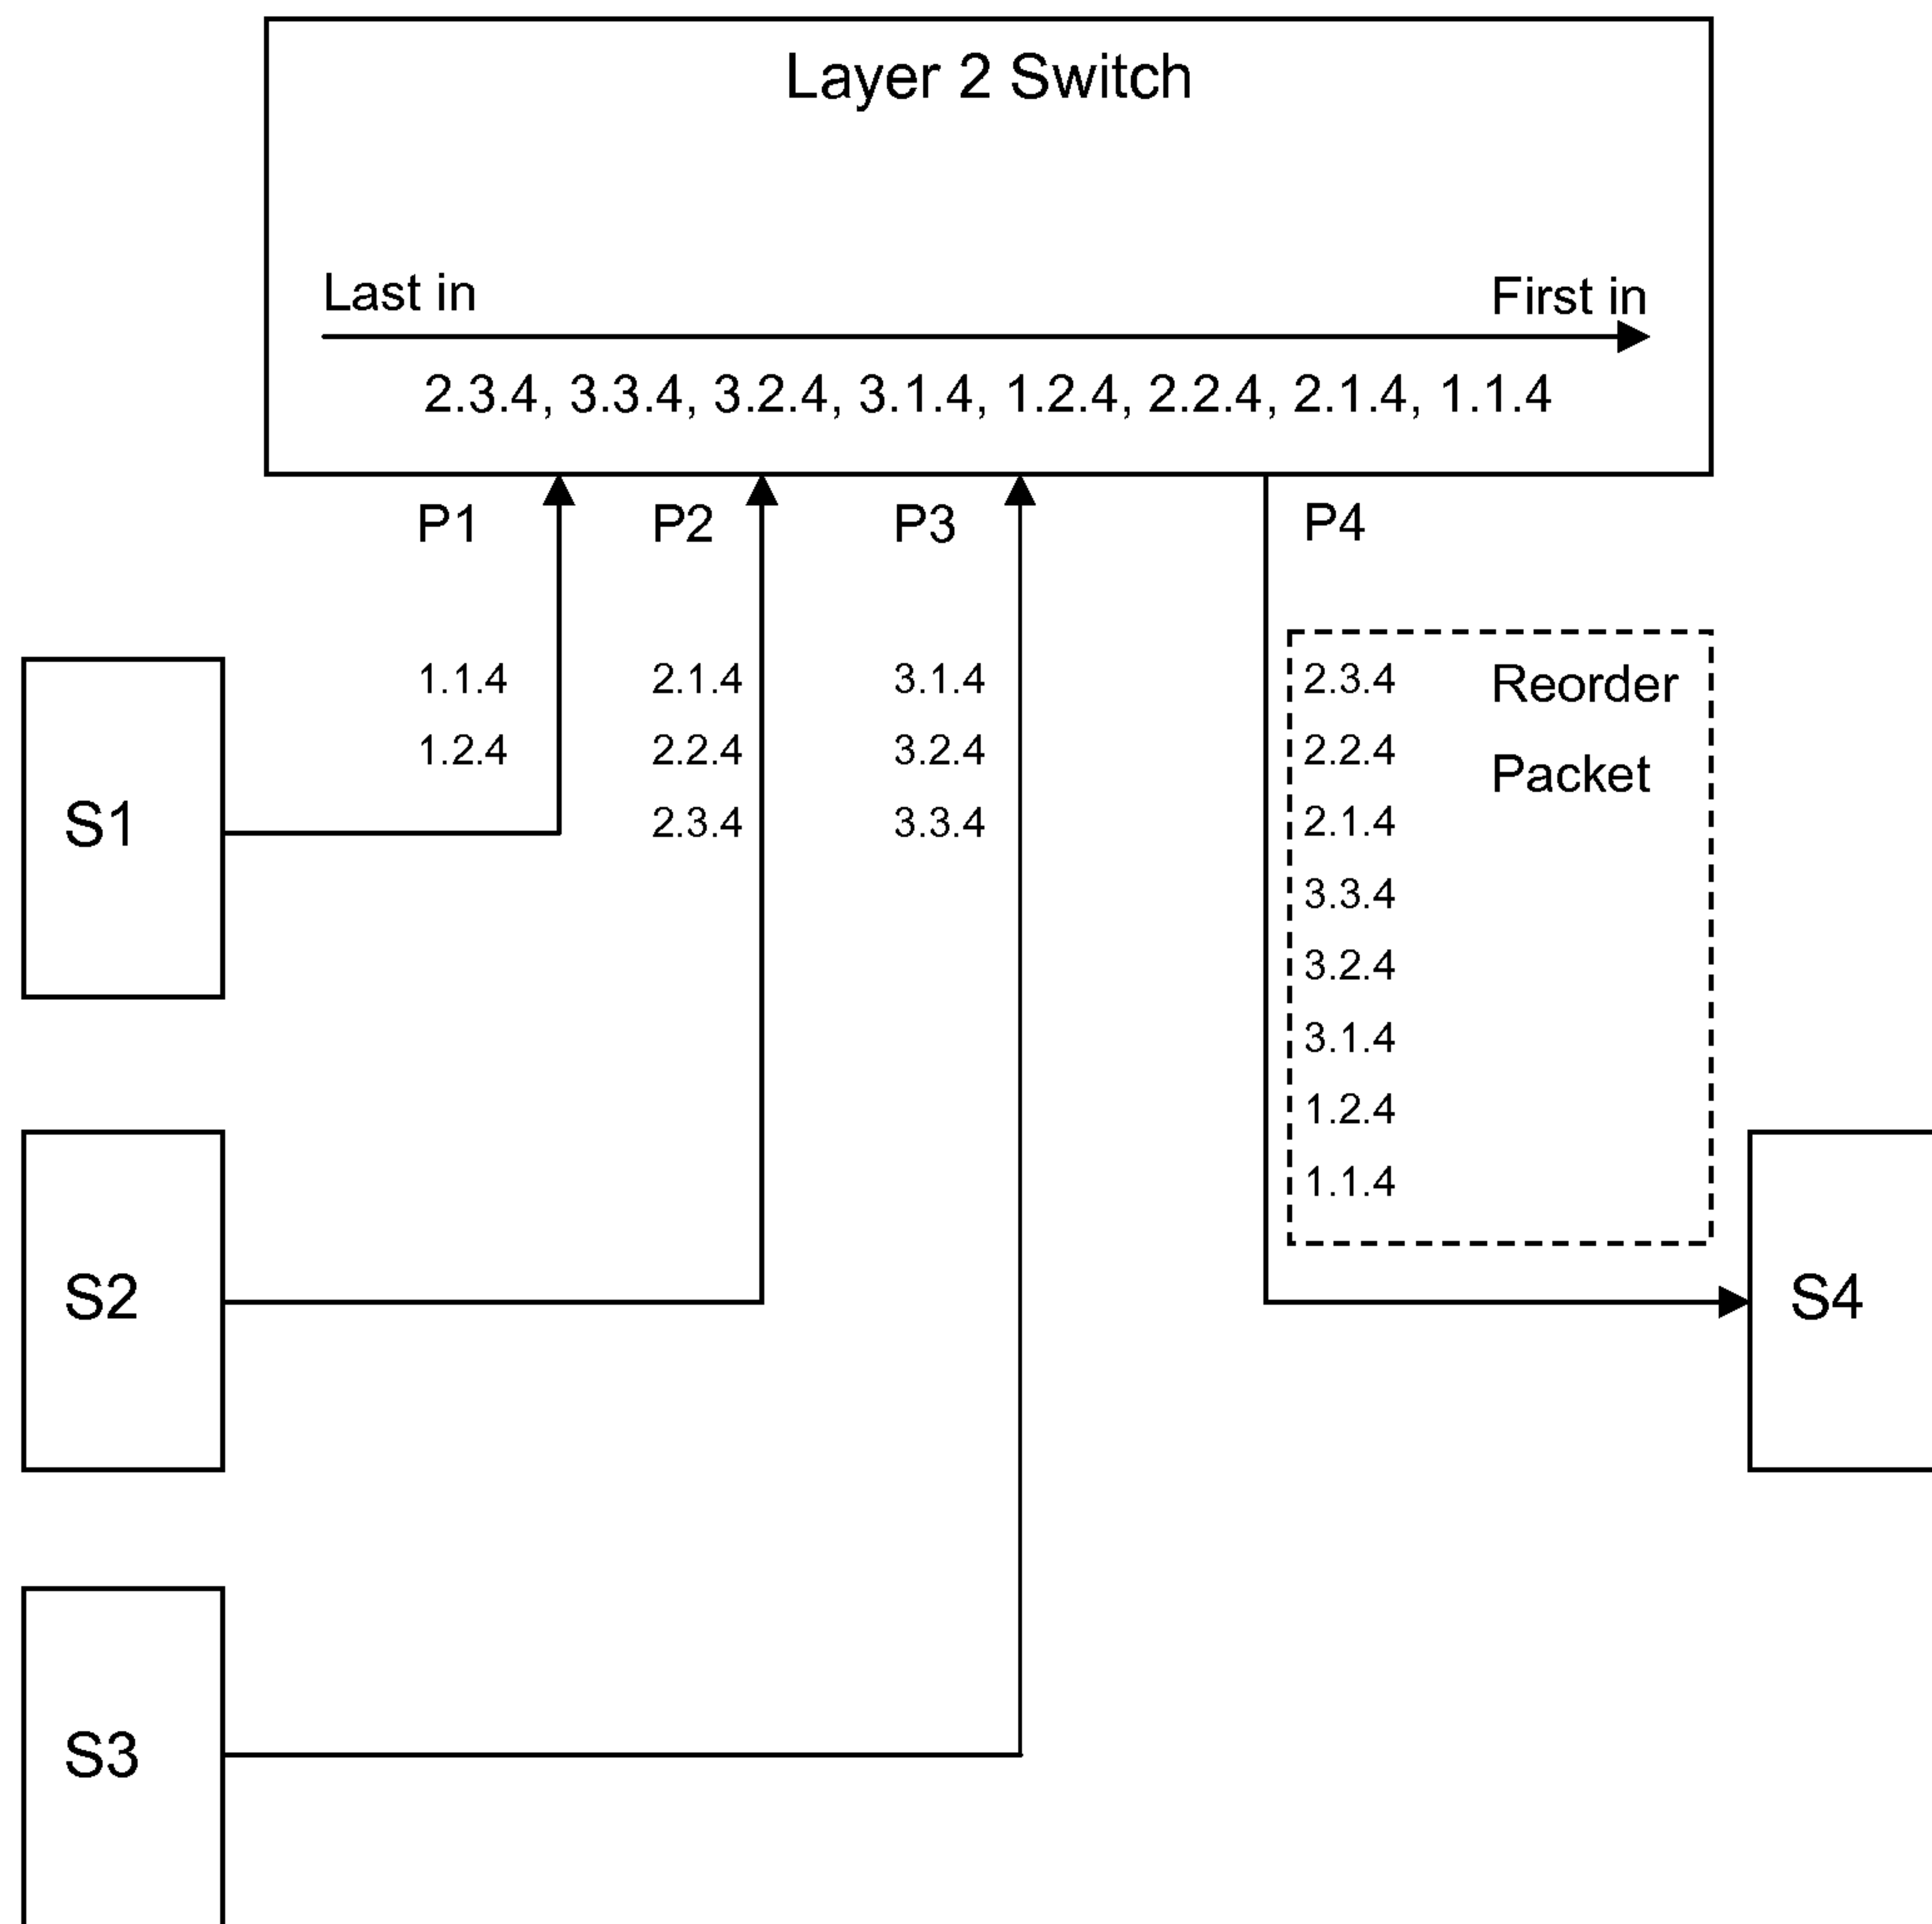 Layer 2 Switch
Last in
First in
2.3.4, 3.3.4, 3.2.4, 3.1.4, 1.2.4, 2.2.4, 2.1.4, 1.1.4
P1
P2
P3
P4
1.1.4
1.2.4
2.1.4
2.2.4
2.3.4
3.1.4
3.2.4
3.3.4
2.3.4
2.2.4
2.1.4
3.3.4
3.2.4
3.1.4
1.2.4
1.1.4
Reorder
Packet
S1
S2
S4
S3